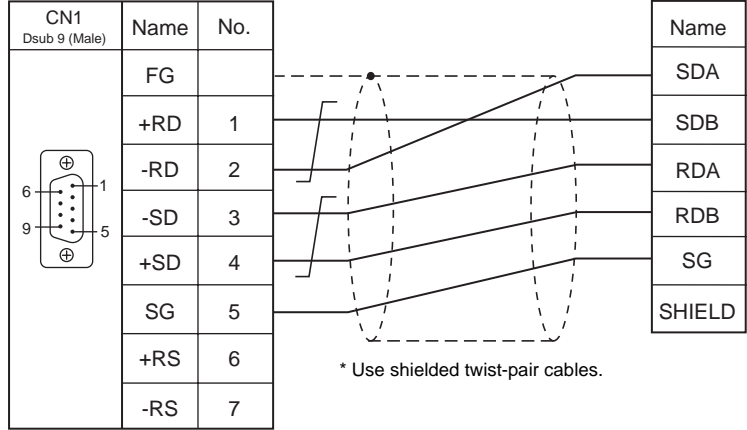 CN1
Dsub 9 (Male)
Name No.
FG
+RD 1
-RD 2
-SD 3
+SD 4
SG 5
+RS 6
-RS 7
6
1
9
5
Name
SDA
SDB
RDA
RDB
SG
SHIELD
* Use shielded twist-pair cables.